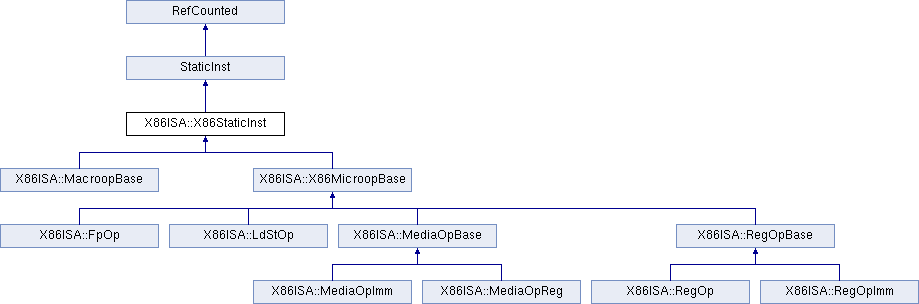 RefCounted
StaticInst
X86ISA::X86StaticInst
X86ISA::MacroopBase
X86ISA::X86MicroopBase
X86ISA::FpOp
X86ISA::LdStOp
X86ISA::MediaOpBase
X86ISA::RegOpBase
X86ISA::MediaOpImm
X86ISA::MediaOpReg
X86ISA::RegOp
X86ISA::RegOpImm